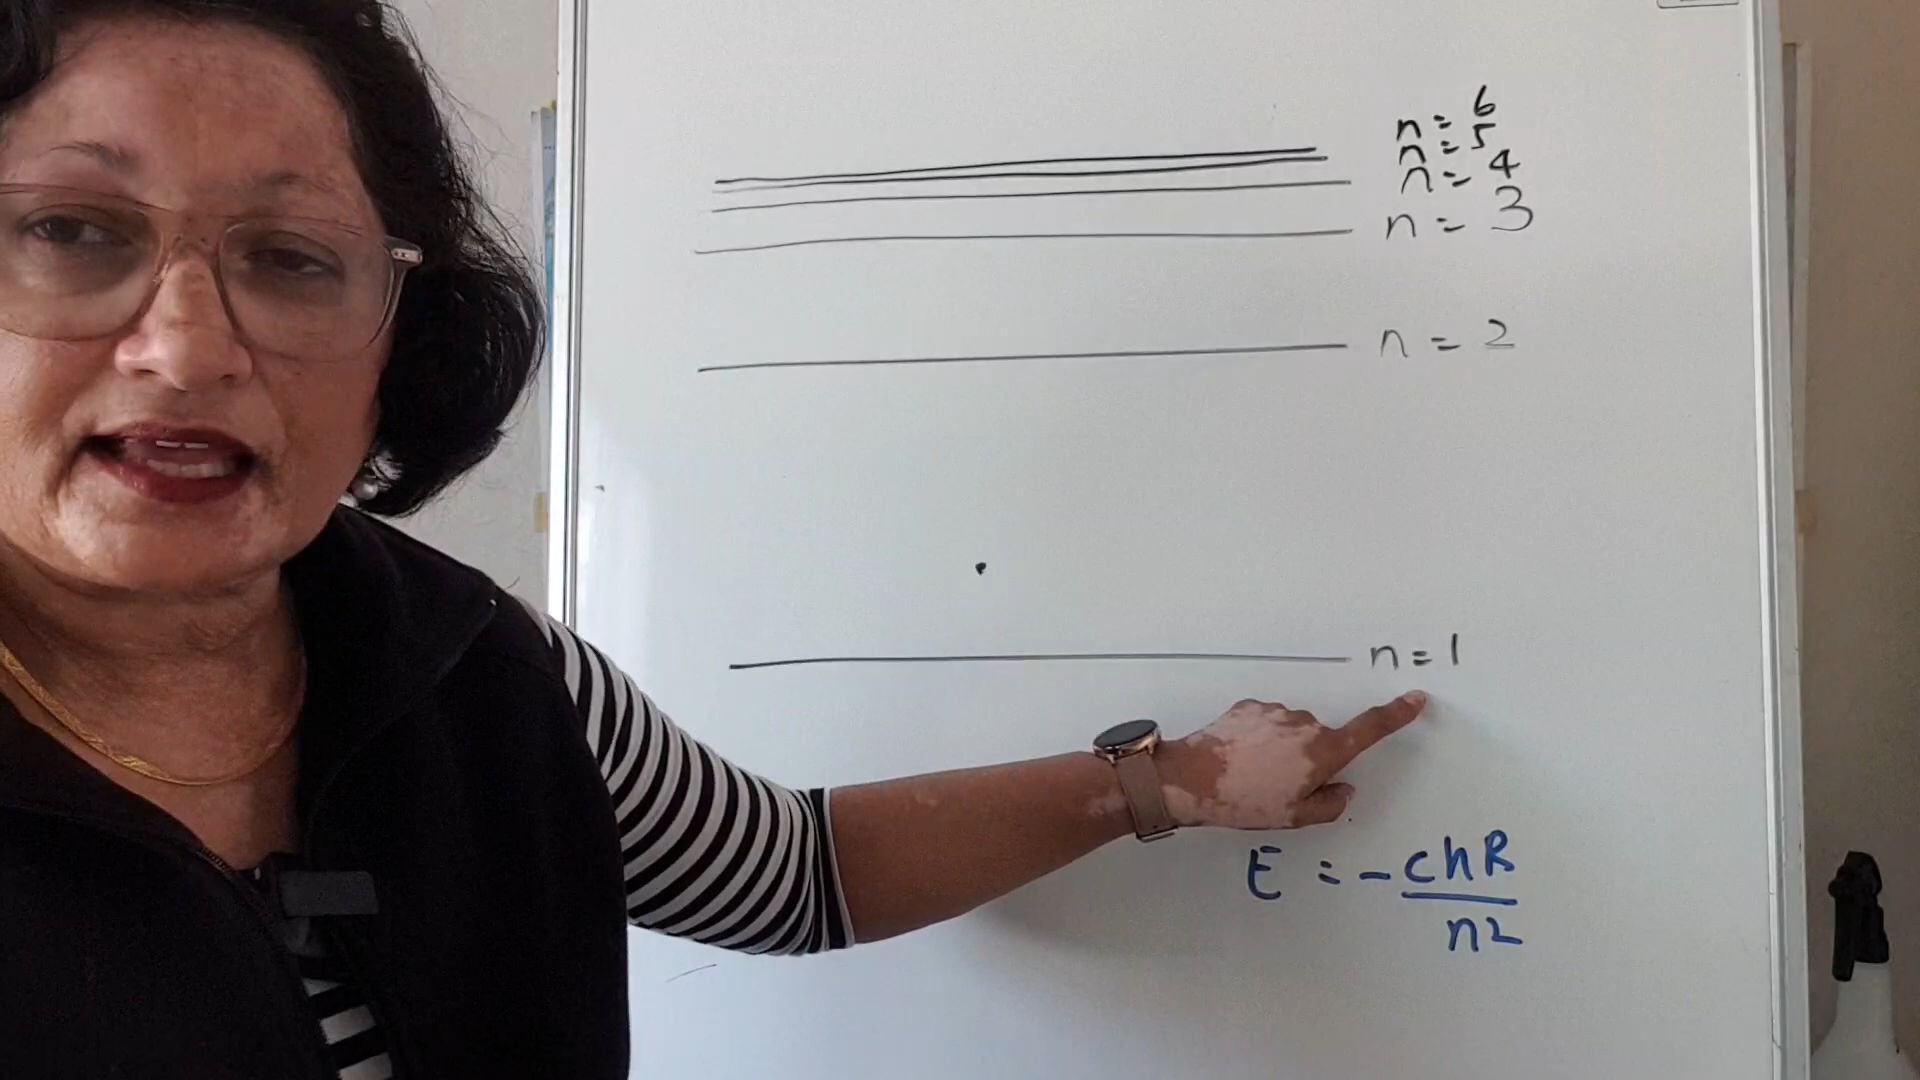 n = 6
n = 5
n = 4
n = 3
n = 2
n = 1
E = - chR
n2